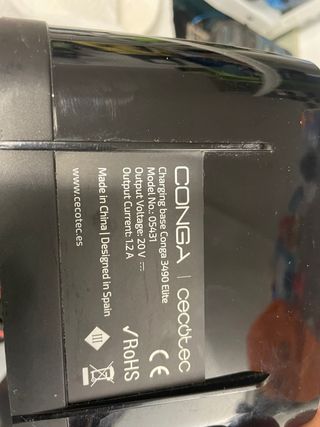 CONGA | cecotec
Charging base Conga 3490 Elite
Model No.: 05431
Output Voltage: 20 V ⎓
Output Current: 1.2 A
Made in China | Designed in Spain
www.cecotec.es
CE
√RoHS
III